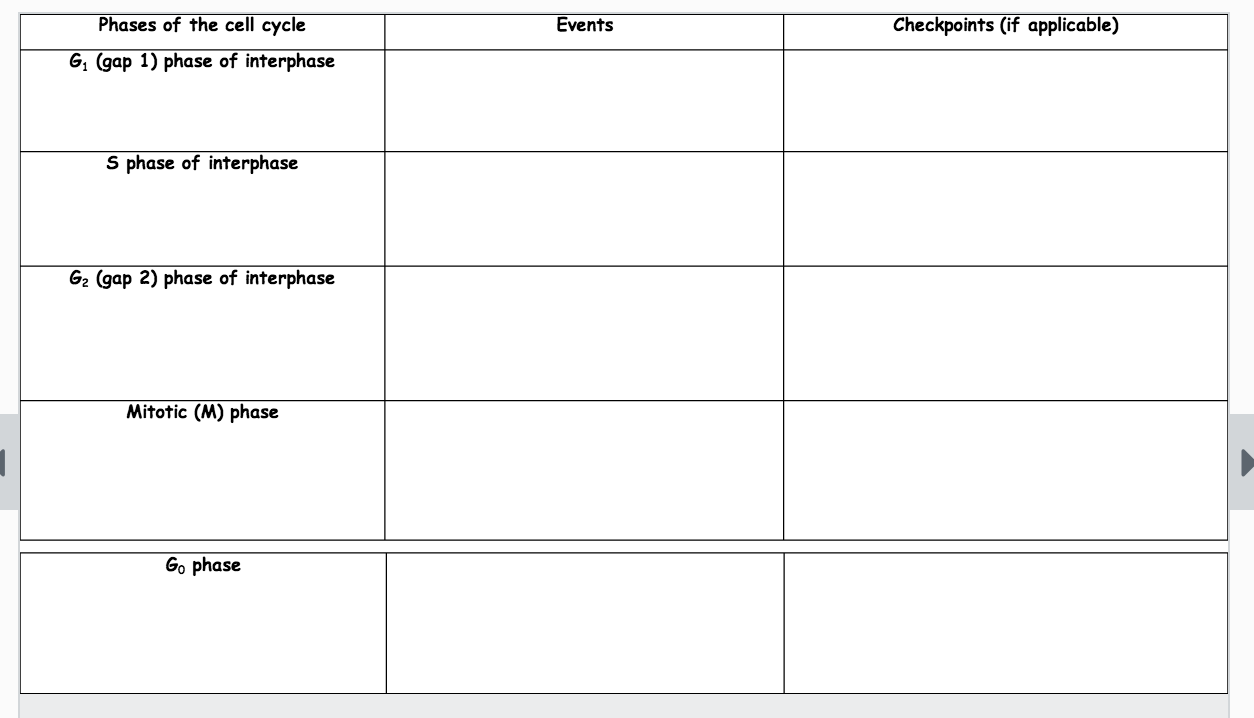 Phases of the cell cycle
Events
Checkpoints (if applicable)
G₁ (gap 1) phase of interphase
S phase of interphase
G₂ (gap 2) phase of interphase
Mitotic (M) phase
G₀ phase